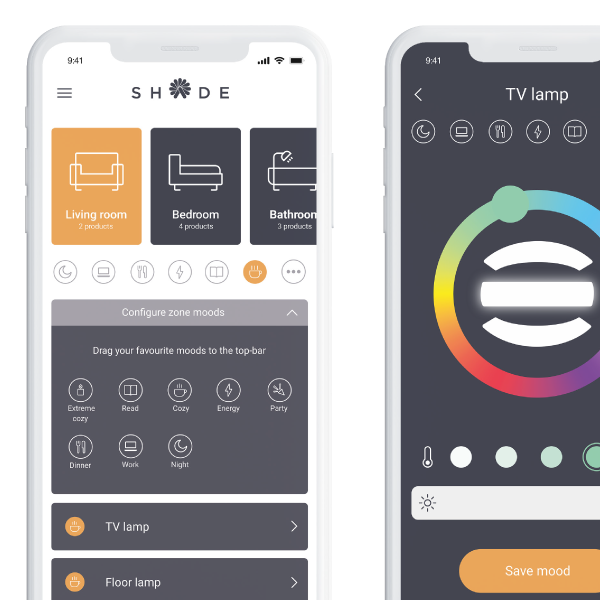 9:41
SHADE
Living room
2 products
Bedroom
4 products
Bathroom
3 products
Configure zone moods
Drag your favourite moods to the top-bar
Extreme
cozy
Read
Cozy
Energy
Party
Dinner
Work
Night
TV lamp
Floor lamp
9:41
TV lamp
Save mood